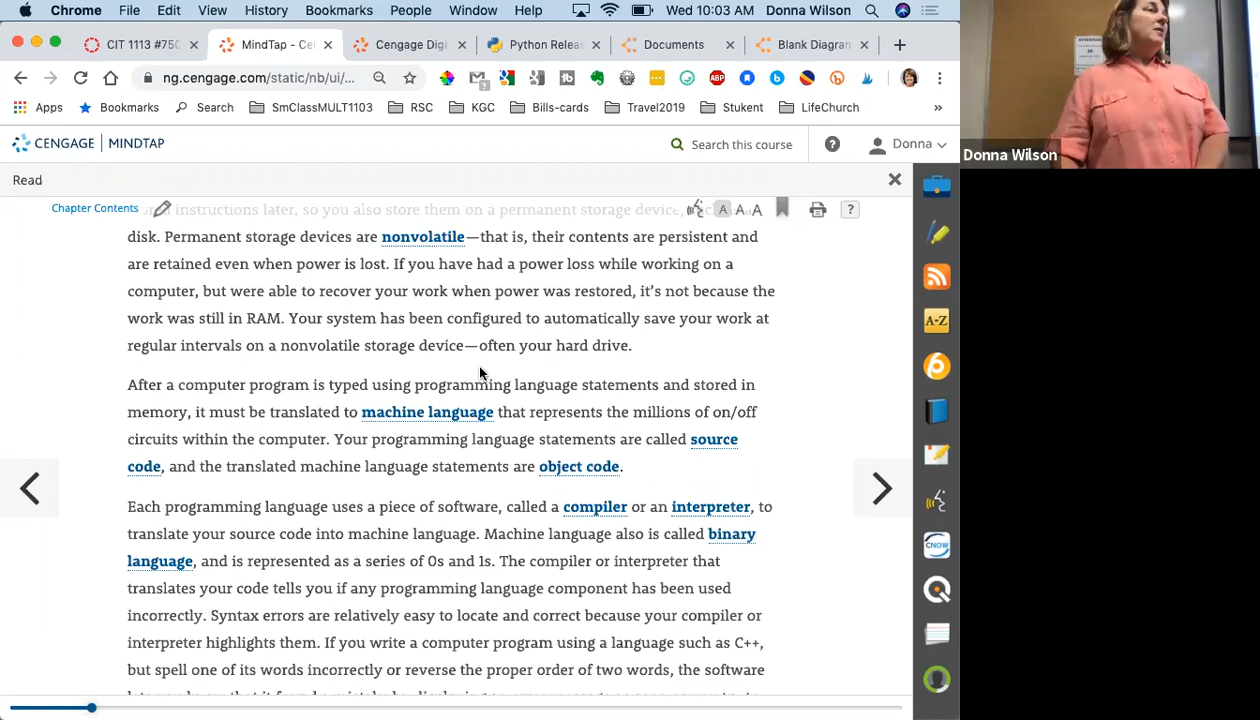 Chrome File Edit View History Bookmarks People Window Help Wed 10:03 AM Donna Wilson
CIT 1113 #750 MindTap - Ce Cengage Digi Python Relea Documents Blank Diagran
ng.cengage.com/static/nb/ui/...
Apps Bookmarks Search SmClassMULT1103 RSC KGC Bills-cards Travel2019 Stukent LifeChurch »
CENGAGE MINDTAP Search this course ? Donna
Donna Wilson
Read
Chapter Contents instructions later, so you also store them on a permanent storage device, A A A ?
disk. Permanent storage devices are nonvolatile—that is, their contents are persistent and
are retained even when power is lost. If you have had a power loss while working on a
computer, but were able to recover your work when power was restored, it's not because the
work was still in RAM. Your system has been configured to automatically save your work at
regular intervals on a nonvolatile storage device—often your hard drive.
After a computer program is typed using programming language statements and stored in
memory, it must be translated to machine language that represents the millions of on/off
circuits within the computer. Your programming language statements are called source
code, and the translated machine language statements are object code.
Each programming language uses a piece of software, called a compiler or an interpreter, to
translate your source code into machine language. Machine language also is called binary
language, and is represented as a series of 0s and 1s. The compiler or interpreter that
translates your code tells you if any programming language component has been used
incorrectly. Syntax errors are relatively easy to locate and correct because your compiler or
interpreter highlights them. If you write a computer program using a language such as C++,
but spell one of its words incorrectly or reverse the proper order of two words, the software
A-Z
CNOW